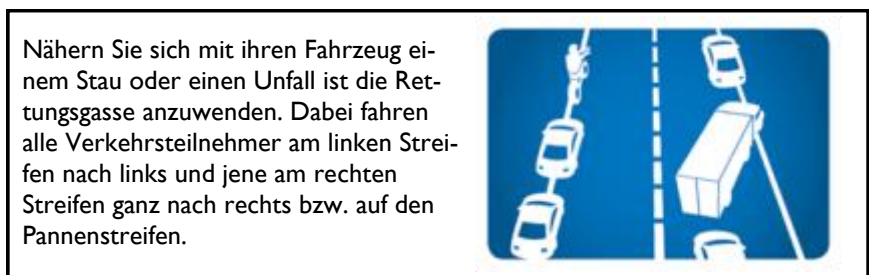 Nähern Sie sich mit ihren Fahrzeug ei-
nem Stau oder einen Unfall ist die Ret-
tungsgasse anzuwenden. Dabei fahren
alle Verkehrsteilnehmer am linken Strei-
fen nach links und jene am rechten
Streifen ganz nach rechts bzw. auf den
Pannenstreifen.